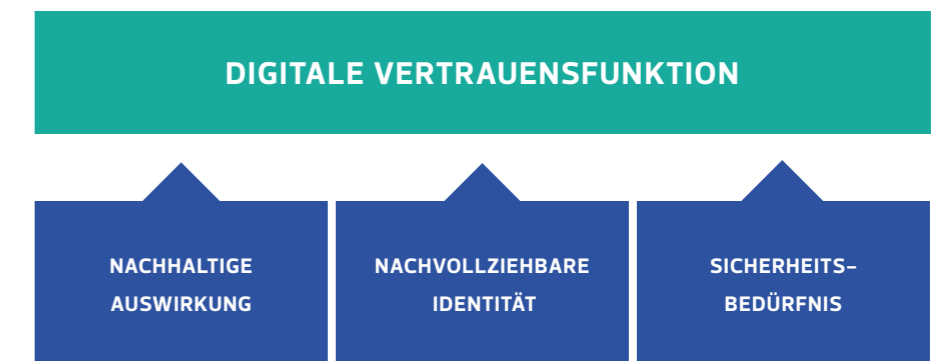 DIGITALE VERTRAUENSFUNKTION
NACHHALTIGE
AUSWIRKUNG
NACHVOLLZIEHBARE
IDENTITÄT
SICHERHEITS–
BEDÜRFNIS